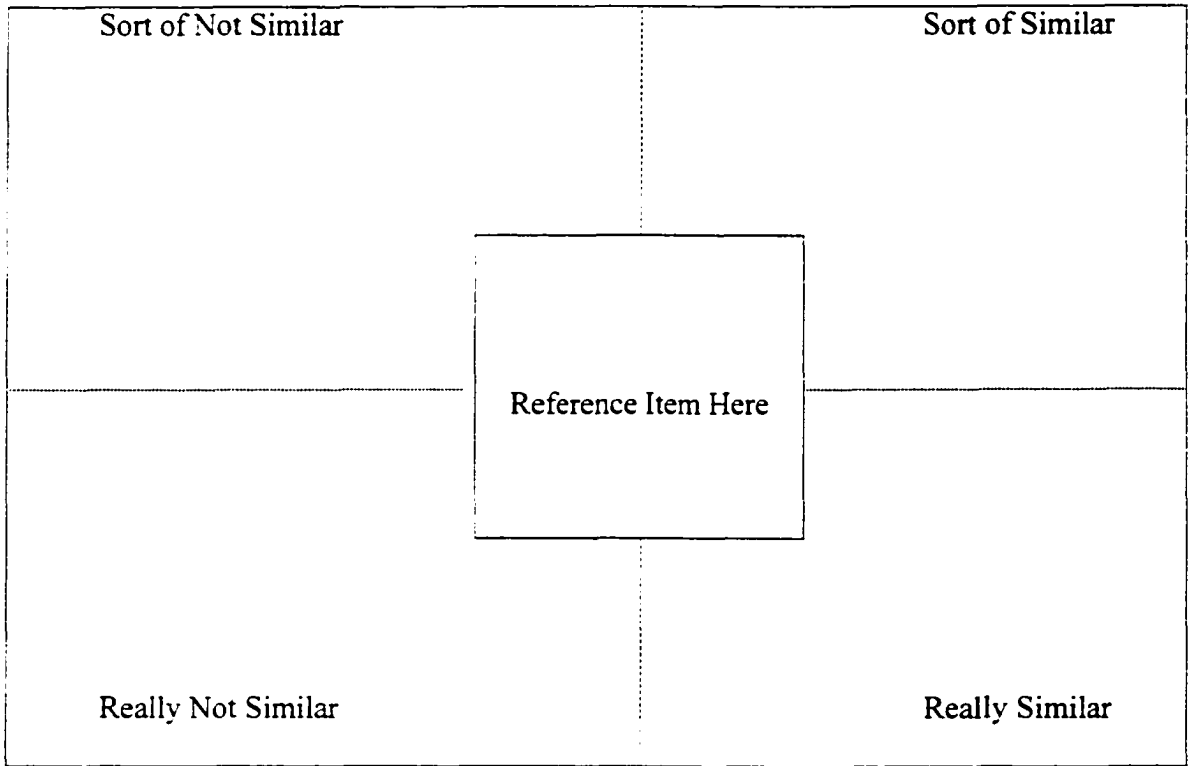 Sort of Not Similar
Sort of Similar
Reference Item Here
Really Not Similar
Really Similar